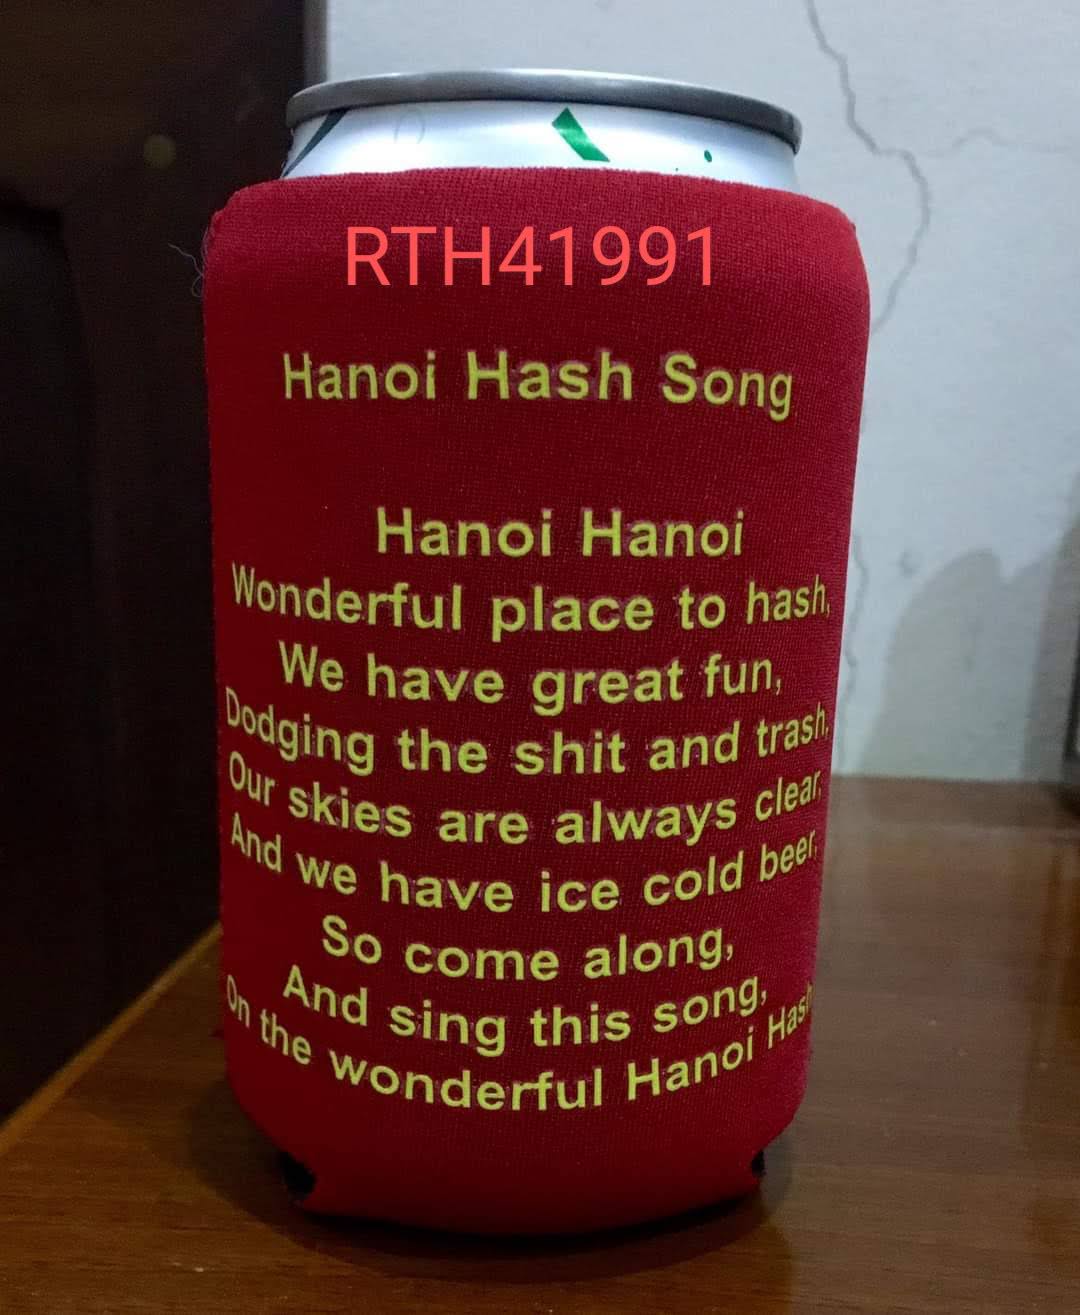 RTH41991
Hanoi Hash Song
Hanoi Hanoi
Wonderful place to hash,
We have great fun,
Dodging the shit and trash,
Our skies are always clear,
And we have ice cold beer,
So come along,
And sing this song,
On the wonderful Hanoi Hash